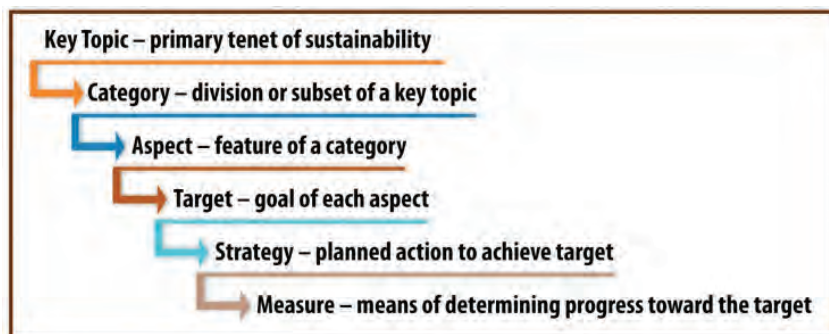 Key Topic – primary tenet of sustainability
Category – division or subset of a key topic
Aspect – feature of a category
Target – goal of each aspect
Strategy – planned action to achieve target
Measure – means of determining progress toward the target